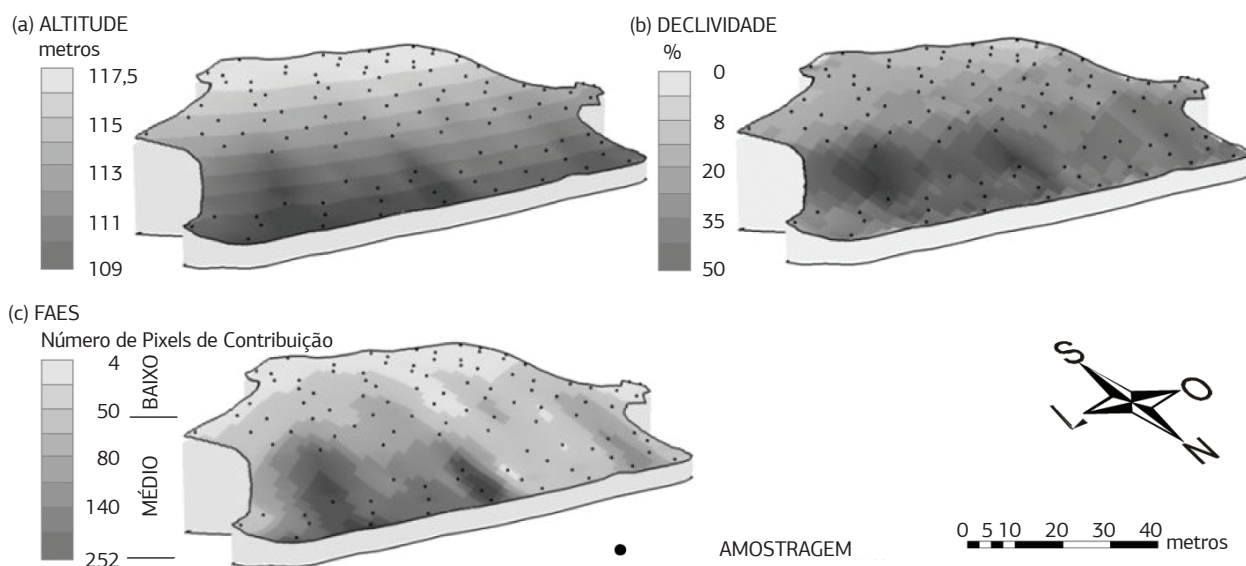 (a) ALTITUDE
metros
117,5
115
113
111
109
(b) DECLIVIDADE
%
0
8
20
35
50
(c) FAES
Número de Pixels de Contribuição
4
50
80
140
252
BAIXO
MÉDIO
S
O
L
N
AMOSTRAGEM
0 5 10 20 30 40 metros